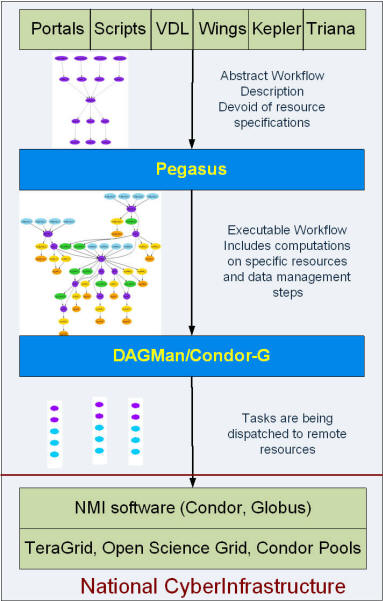 Portals Scripts VDL Wings Kepler Triana
Abstract Workflow
Description
Devoid of resource
specifications
Pegasus
Executable Workflow
Includes computations
on specific resources
and data management
steps
DAGMan/Condor-G
Tasks are being
dispatched to remote
resources
NMI software (Condor, Globus)
TeraGrid, Open Science Grid, Condor Pools
National CyberInfrastructure